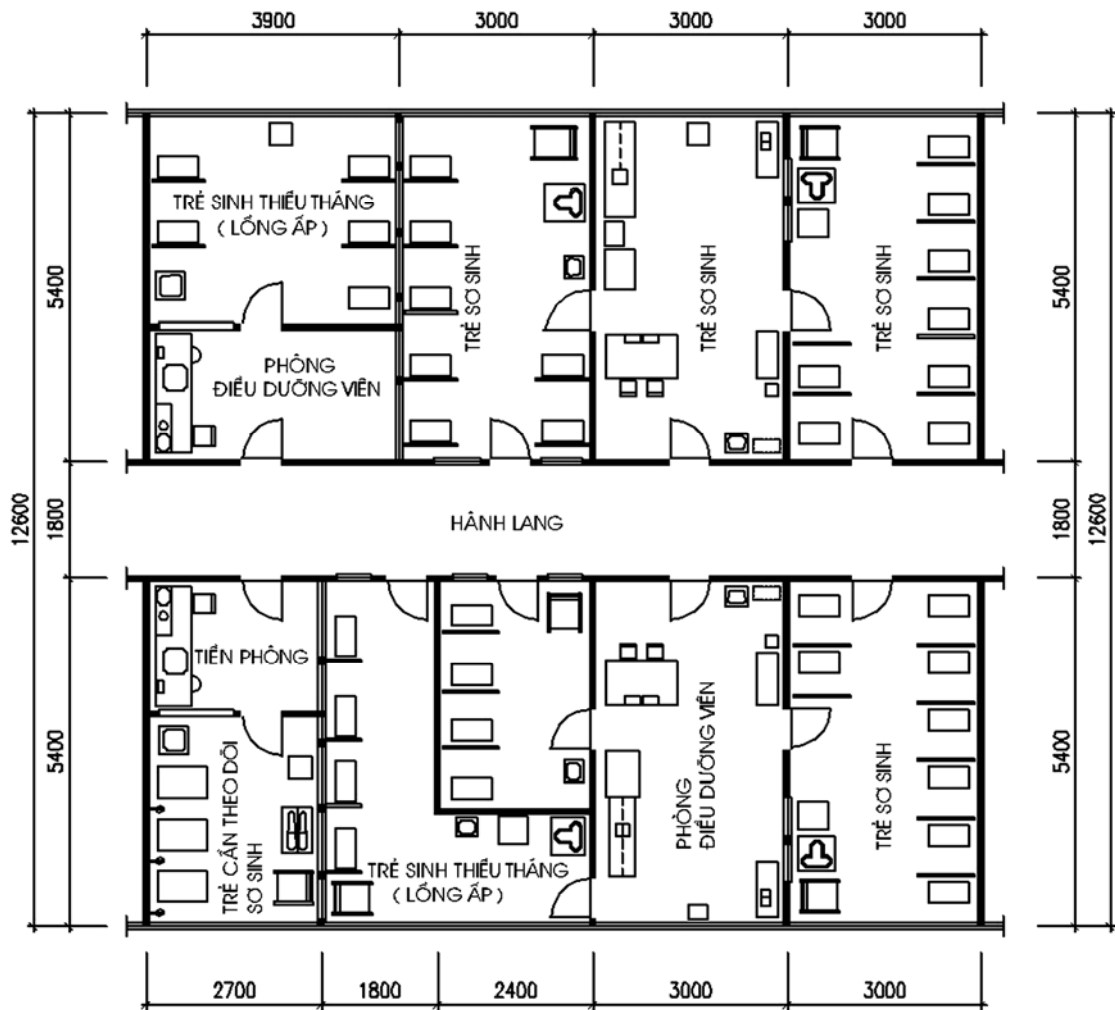 3900
3000
3000
3000
12600
5400
1800
5400
TRẺ SINH THIẾU THÁNG
( LỒNG ẤP )
PHÒNG
ĐIỀU DƯỠNG VIÊN
TRẺ SƠ SINH
TRẺ SƠ SINH
TRẺ SƠ SINH
5400
1800
5400
12600
HÀNH LANG
TIỀN PHÒNG
TRẺ CẦN THEO DÕI
SƠ SINH
TRẺ SINH THIẾU THÁNG
( LỒNG ẤP )
PHÒNG
ĐIỀU DƯỠNG VIÊN
TRẺ SƠ SINH
2700
1800
2400
3000
3000